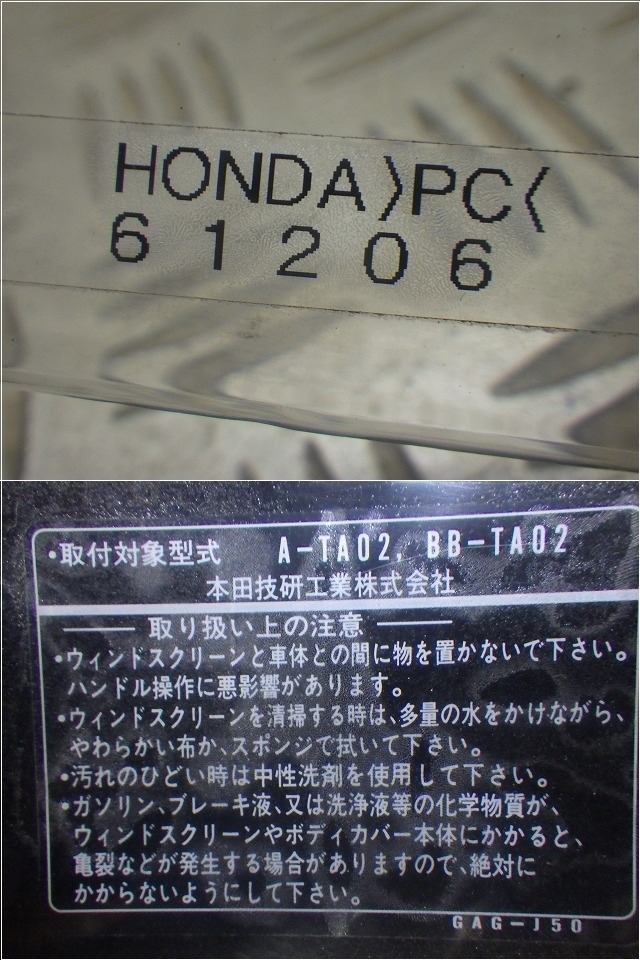 HONDA〉PC〈
61206
・取付対象型式 A-TA02, BB-TA02
本田技研工業株式会社
取り扱い上の注意
・ウィンドスクリーンと車体との間に物を置かないで下さい。
ハンドル操作に悪影響があります。
・ウィンドスクリーンを清掃する時は、多量の水をかけながら、
やわらかい布か、スポンジで拭いて下さい。
・汚れのひどい時は中性洗剤を使用して下さい。
・ガソリン、ブレーキ液、又は洗浄液等の化学物質が、
ウィンドスクリーンやボディカバー本体にかかると、
亀裂などが発生する場合がありますので、絶対に
かからないようにして下さい。
GAG-J50